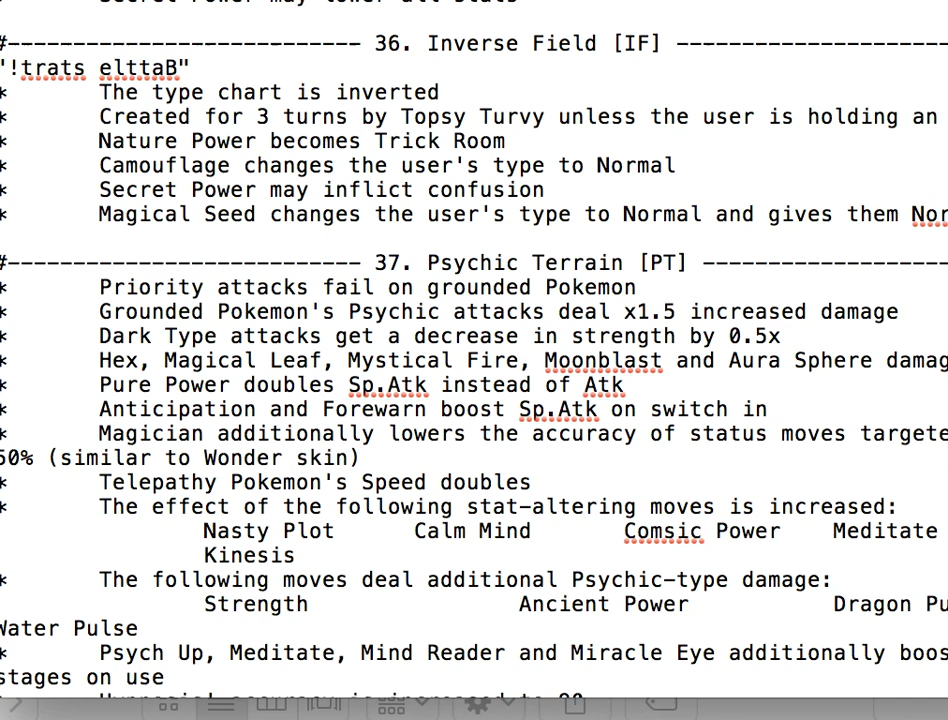 #--------------------------- 36. Inverse Field [IF] ---------------------
"!trats elttaB"
* The type chart is inverted
* Created for 3 turns by Topsy Turvy unless the user is holding an
* Nature Power becomes Trick Room
* Camouflage changes the user's type to Normal
* Secret Power may inflict confusion
* Magical Seed changes the user's type to Normal and gives them Nor
#--------------------------- 37. Psychic Terrain [PT] -------------------
* Priority attacks fail on grounded Pokemon
* Grounded Pokemon's Psychic attacks deal x1.5 increased damage
* Dark Type attacks get a decrease in strength by 0.5x
* Hex, Magical Leaf, Mystical Fire, Moonblast and Aura Sphere damag
* Pure Power doubles Sp.Atk instead of Atk
* Anticipation and Forewarn boost Sp.Atk on switch in
* Magician additionally lowers the accuracy of status moves targete
50% (similar to Wonder skin)
* Telepathy Pokemon's Speed doubles
* The effect of the following stat-altering moves is increased:
Nasty Plot Calm Mind Comsic Power Meditate
Kinesis
* The following moves deal additional Psychic-type damage:
Strength Ancient Power Dragon Pu
Water Pulse
* Psych Up, Meditate, Mind Reader and Miracle Eye additionally boos
stages on use